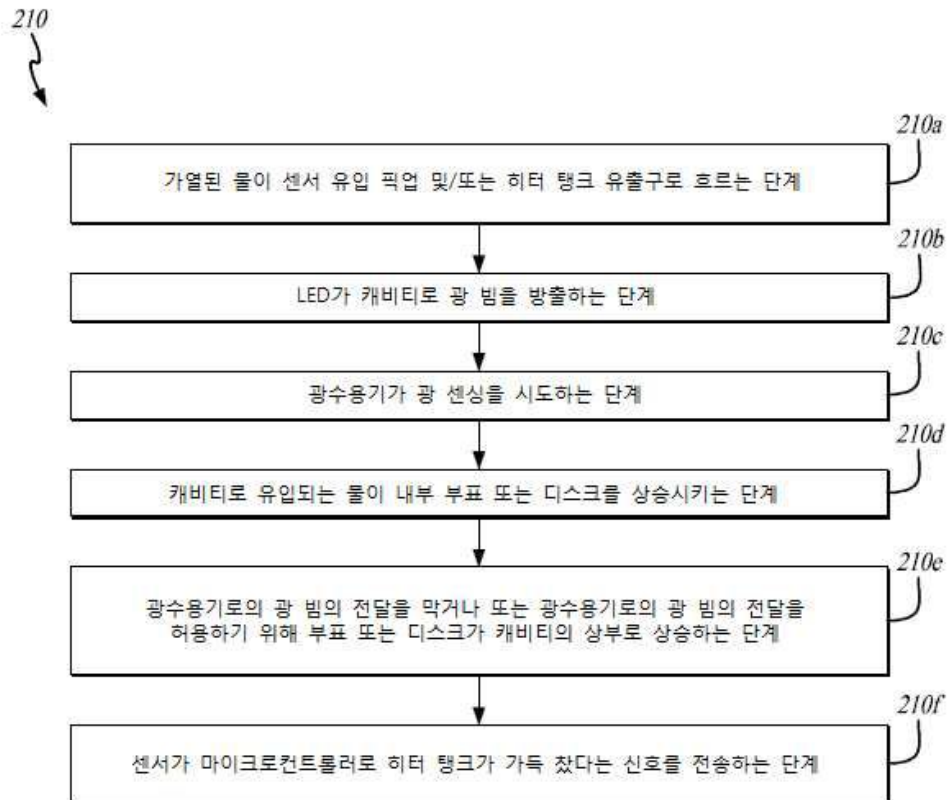 210
210a
가열된 물이 센서 유입 픽업 및/또는 히터 탱크 유출구로 흐르는 단계
210b
LED가 캐비티로 광 빔을 방출하는 단계
210c
광수용기가 광 센싱을 시도하는 단계
210d
캐비티로 유입되는 물이 내부 부표 또는 디스크를 상승시키는 단계
210e
광수용기로의 광 빔의 전달을 막거나 또는 광수용기로의 광 빔의 전달을
허용하기 위해 부표 또는 디스크가 캐비티의 상부로 상승하는 단계
210f
센서가 마이크로컨트롤러로 히터 탱크가 가득 찼다는 신호를 전송하는 단계